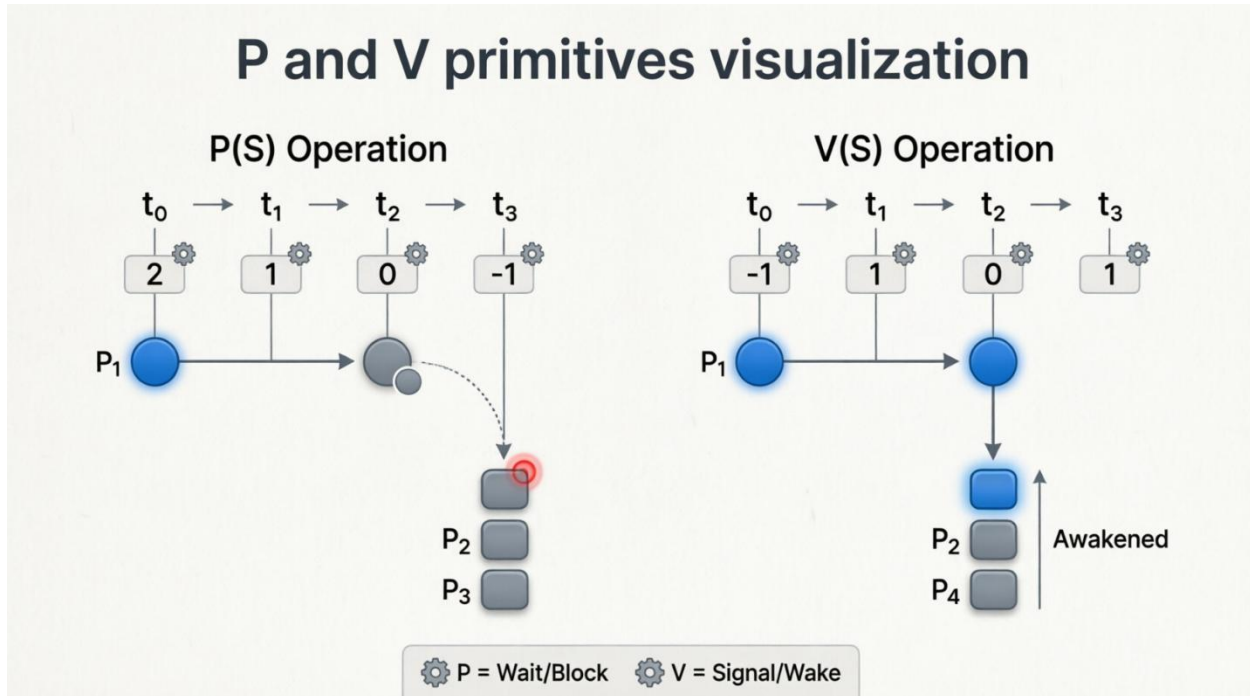 P and V primitives visualization
P(S) Operation
t₀ → t₁ → t₂ → t₃
2 1 0 -1
P₁
P₂
P₃
V(S) Operation
t₀ → t₁ → t₂ → t₃
-1 1 0 1
P₁
P₂
P₄
Awakened
P = Wait/Block V = Signal/Wake